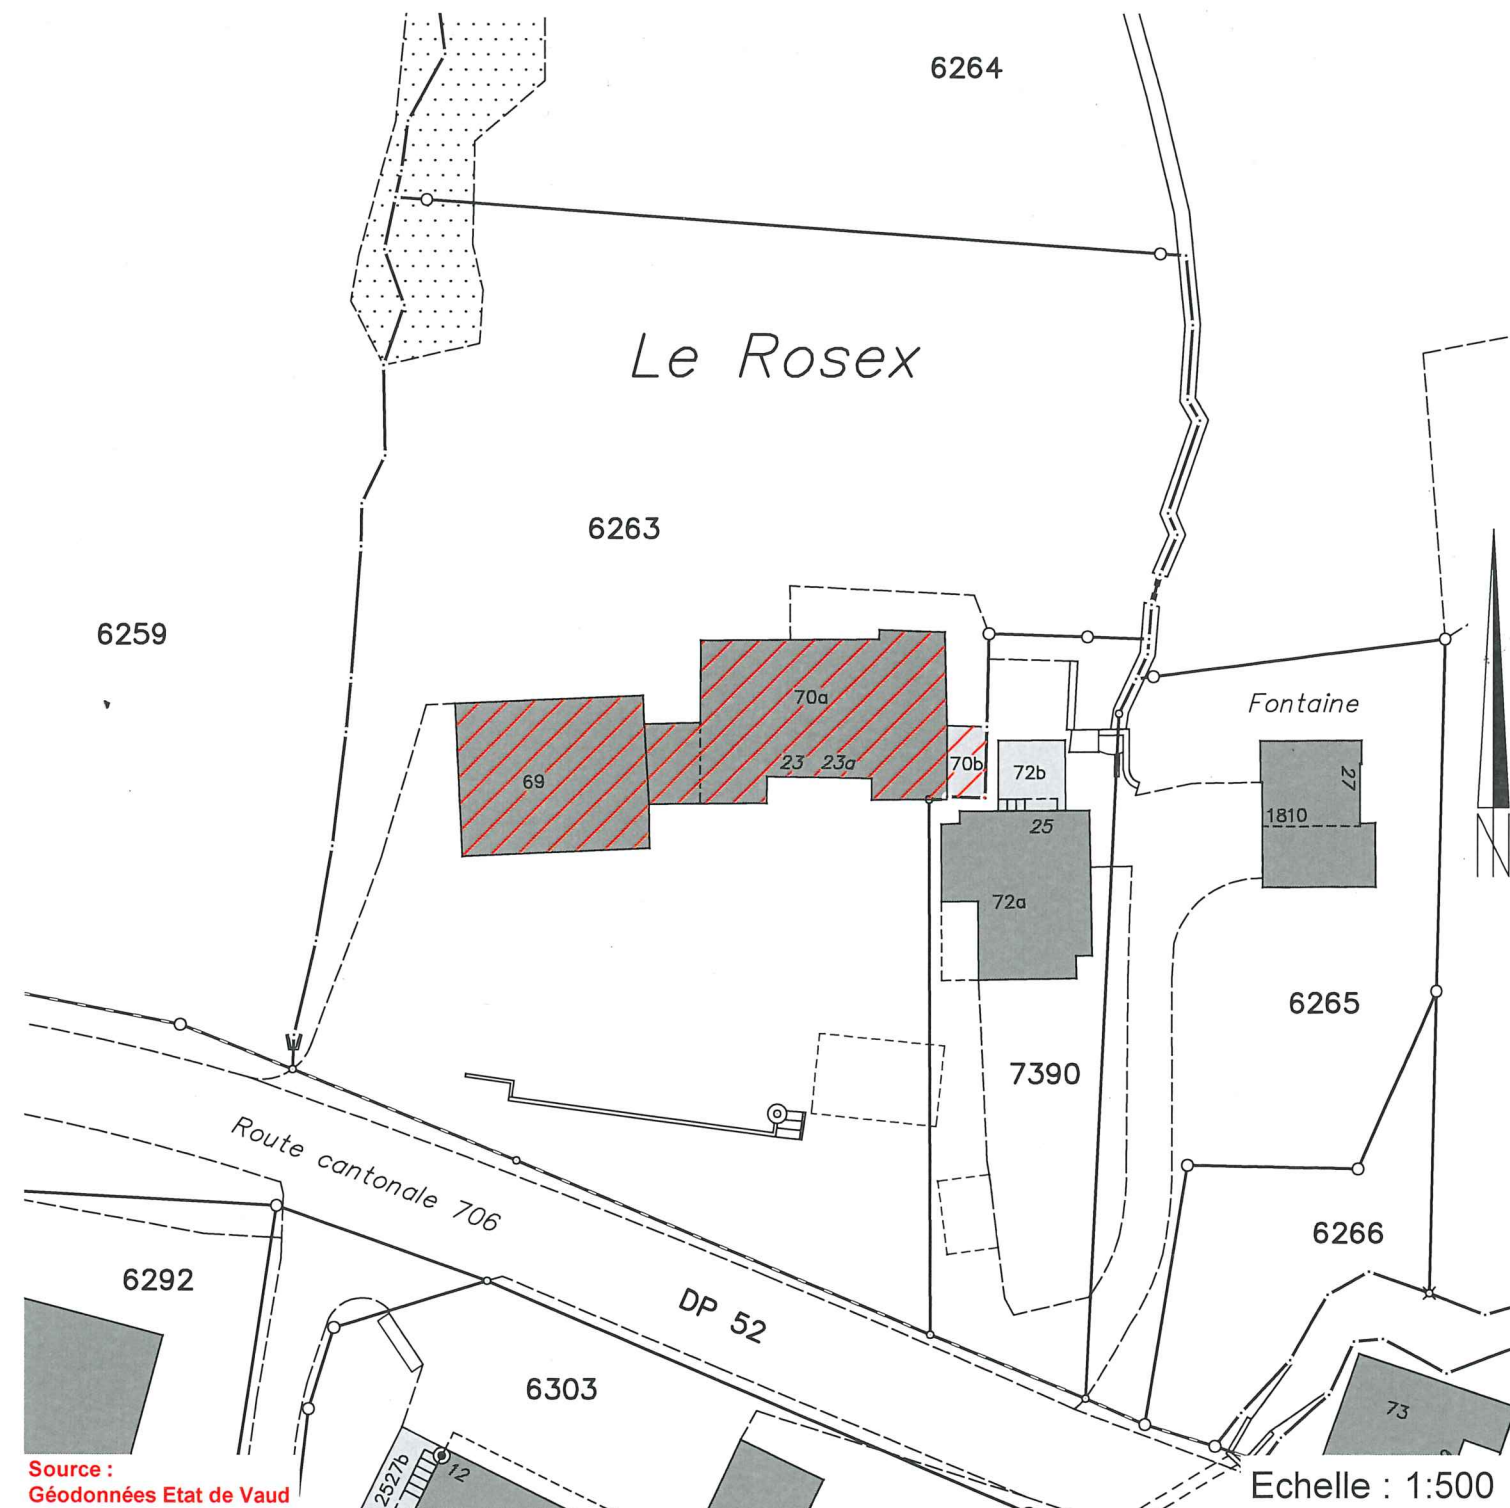 6264
Le Rosex
6263
6259
Fontaine
70a
23 23a
70b
72b
69
27
1810
25
72a
N
6265
7390
Route cantonale 706
6266
6292
DP 52
6303
73
12
2527b
Source :
Géodonnées Etat de Vaud
Echelle : 1:500